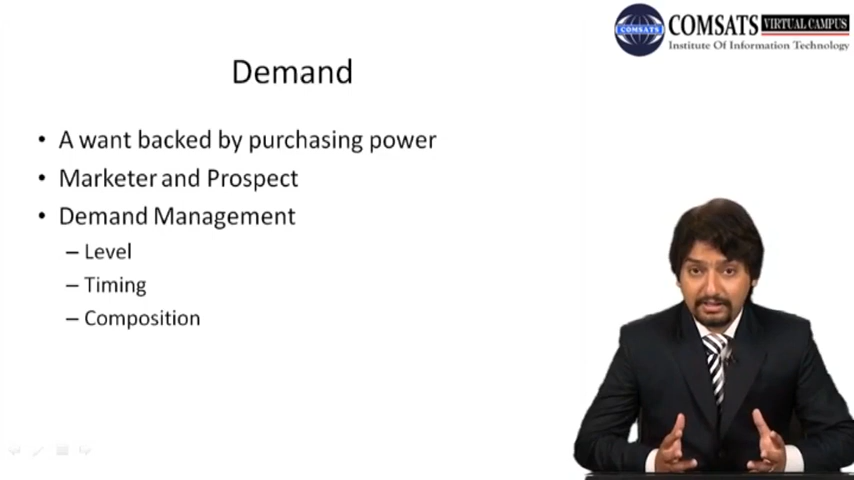 COMSATS VIRTUAL CAMPUS
COMSATS
Institute Of Information Technology
Demand
• A want backed by purchasing power
• Marketer and Prospect
• Demand Management
– Level
– Timing
– Composition